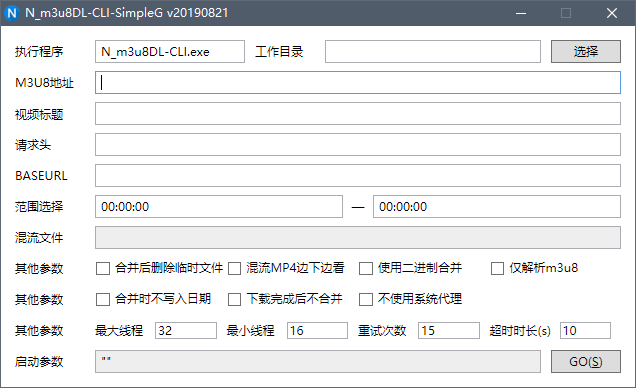 N N_m3u8DL-CLI-SimpleG v20190821
执行程序 N_m3u8DL-CLI.exe 工作目录 选择
M3U8地址
视频标题
请求头
BASEURL
范围选择 00:00:00 — 00:00:00
混流文件
其他参数 合并后删除临时文件 混流MP4边下边看 使用二进制合并 仅解析m3u8
其他参数 合并时不写入日期 下载完成后不合并 不使用系统代理
其他参数 最大线程 32 最小线程 16 重试次数 15 超时时长(s) 10
启动参数 "" GO(S)